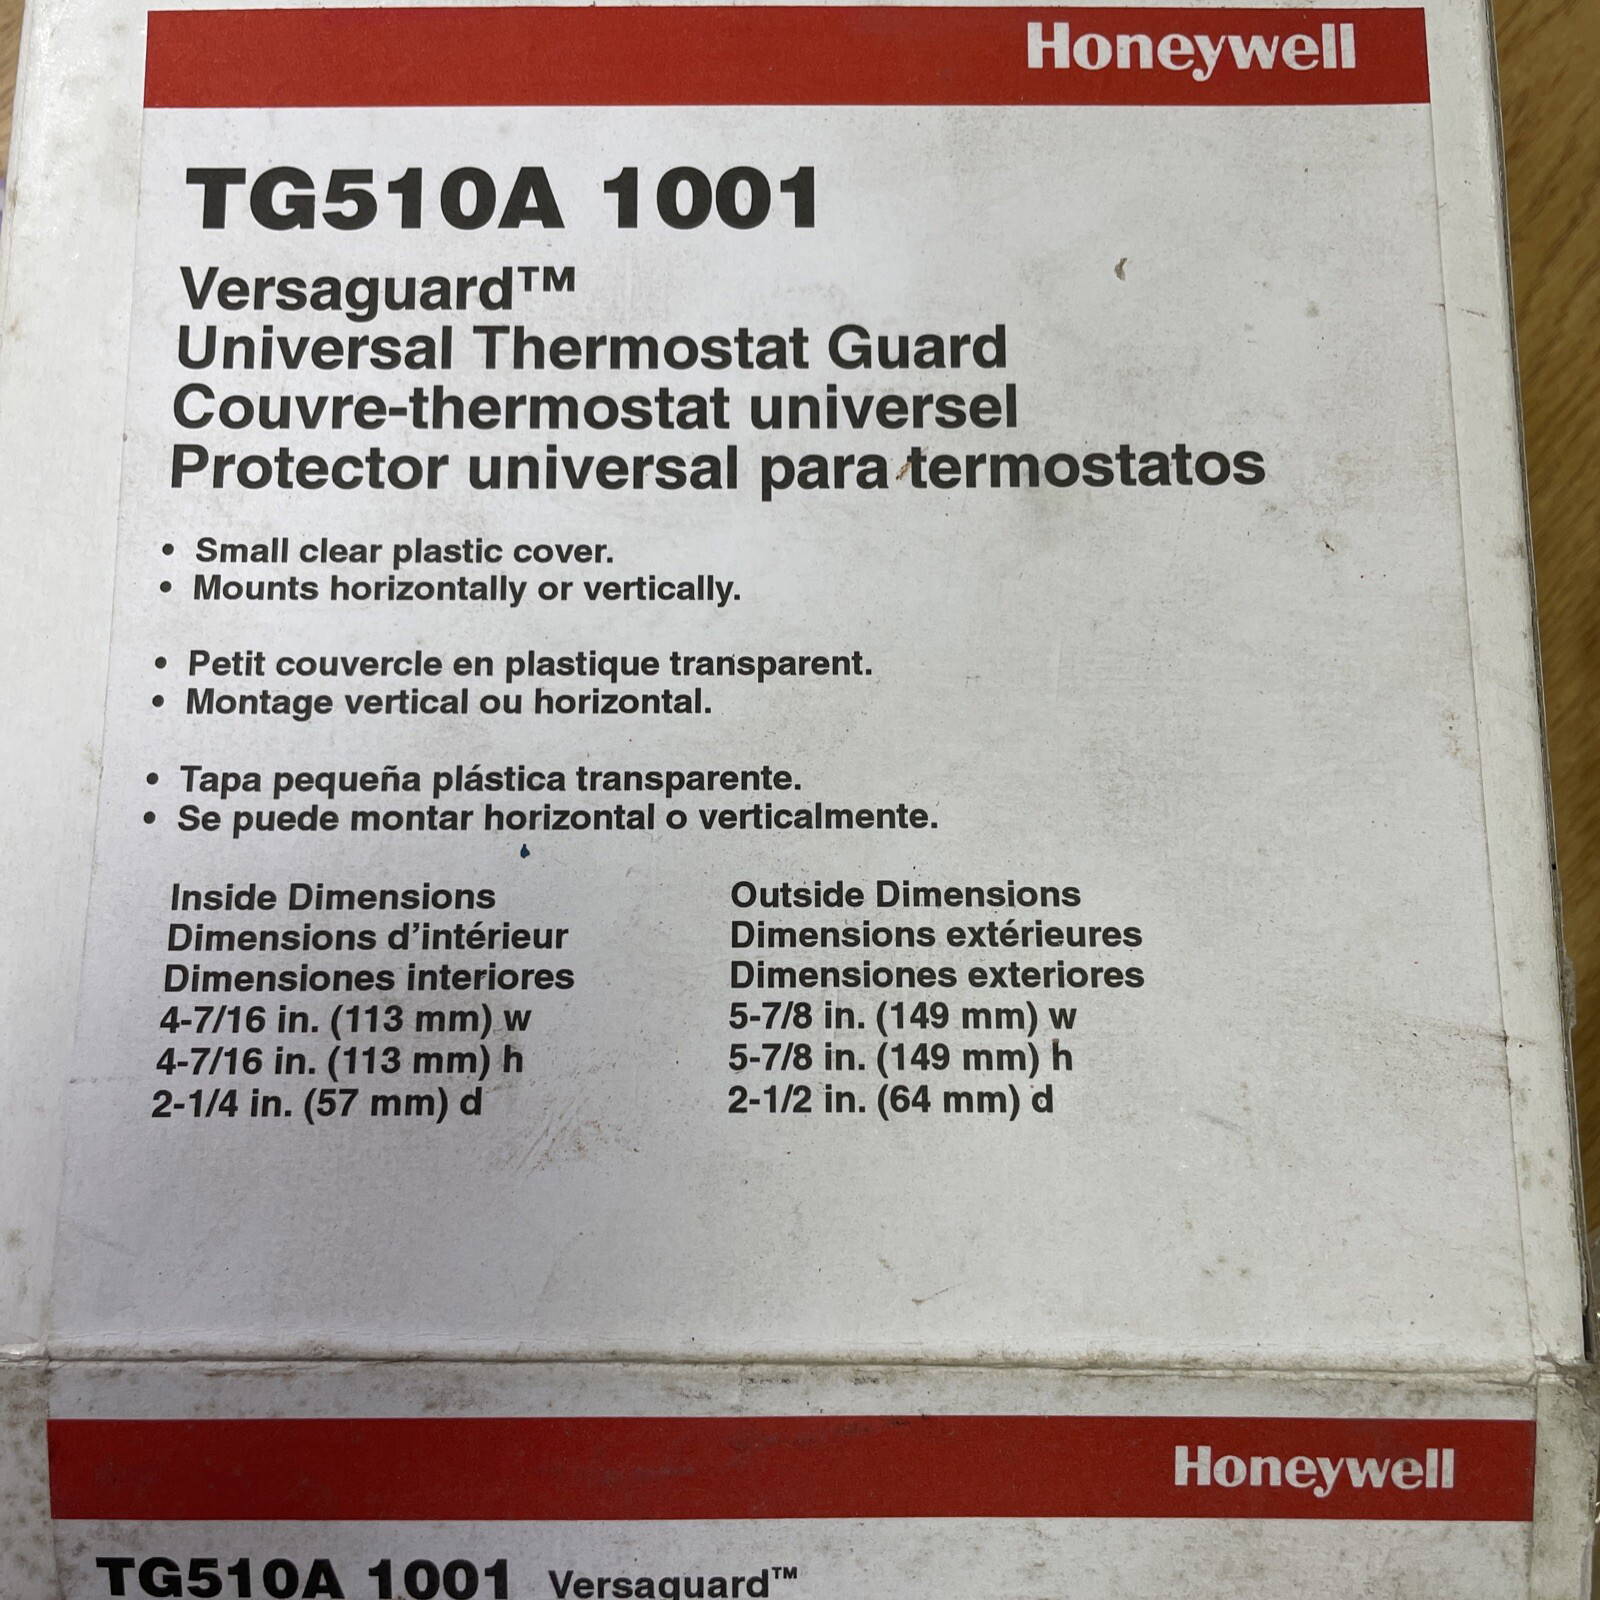 Honeywell
TG510A 1001
Versaguard™
Universal Thermostat Guard
Couvre-thermostat universel
Protector universal para termostatos
• Small clear plastic cover.
• Mounts horizontally or vertically.
• Petit couvercle en plastique transparent.
• Montage vertical ou horizontal.
• Tapa pequeña plástica transparente.
• Se puede montar horizontal o verticalmente.
Inside Dimensions
Dimensions d'intérieur
Dimensiones interiores
4-7/16 in. (113 mm) w
4-7/16 in. (113 mm) h
2-1/4 in. (57 mm) d
Outside Dimensions
Dimensions extérieures
Dimensiones exteriores
5-7/8 in. (149 mm) w
5-7/8 in. (149 mm) h
2-1/2 in. (64 mm) d
Honeywell
TG510A 1001 Versaguard™